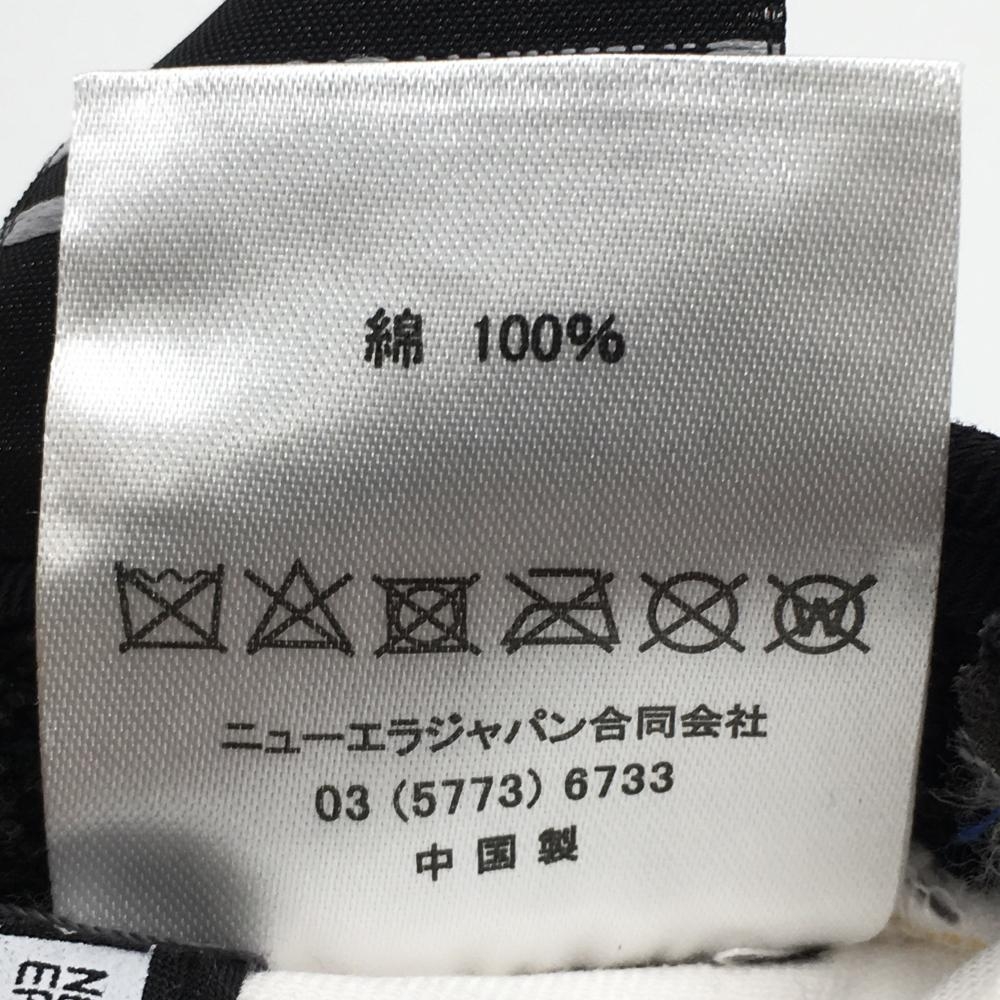 綿 100%
W
ニューエラジャパン合同会社
03 (5773) 6733
中国製